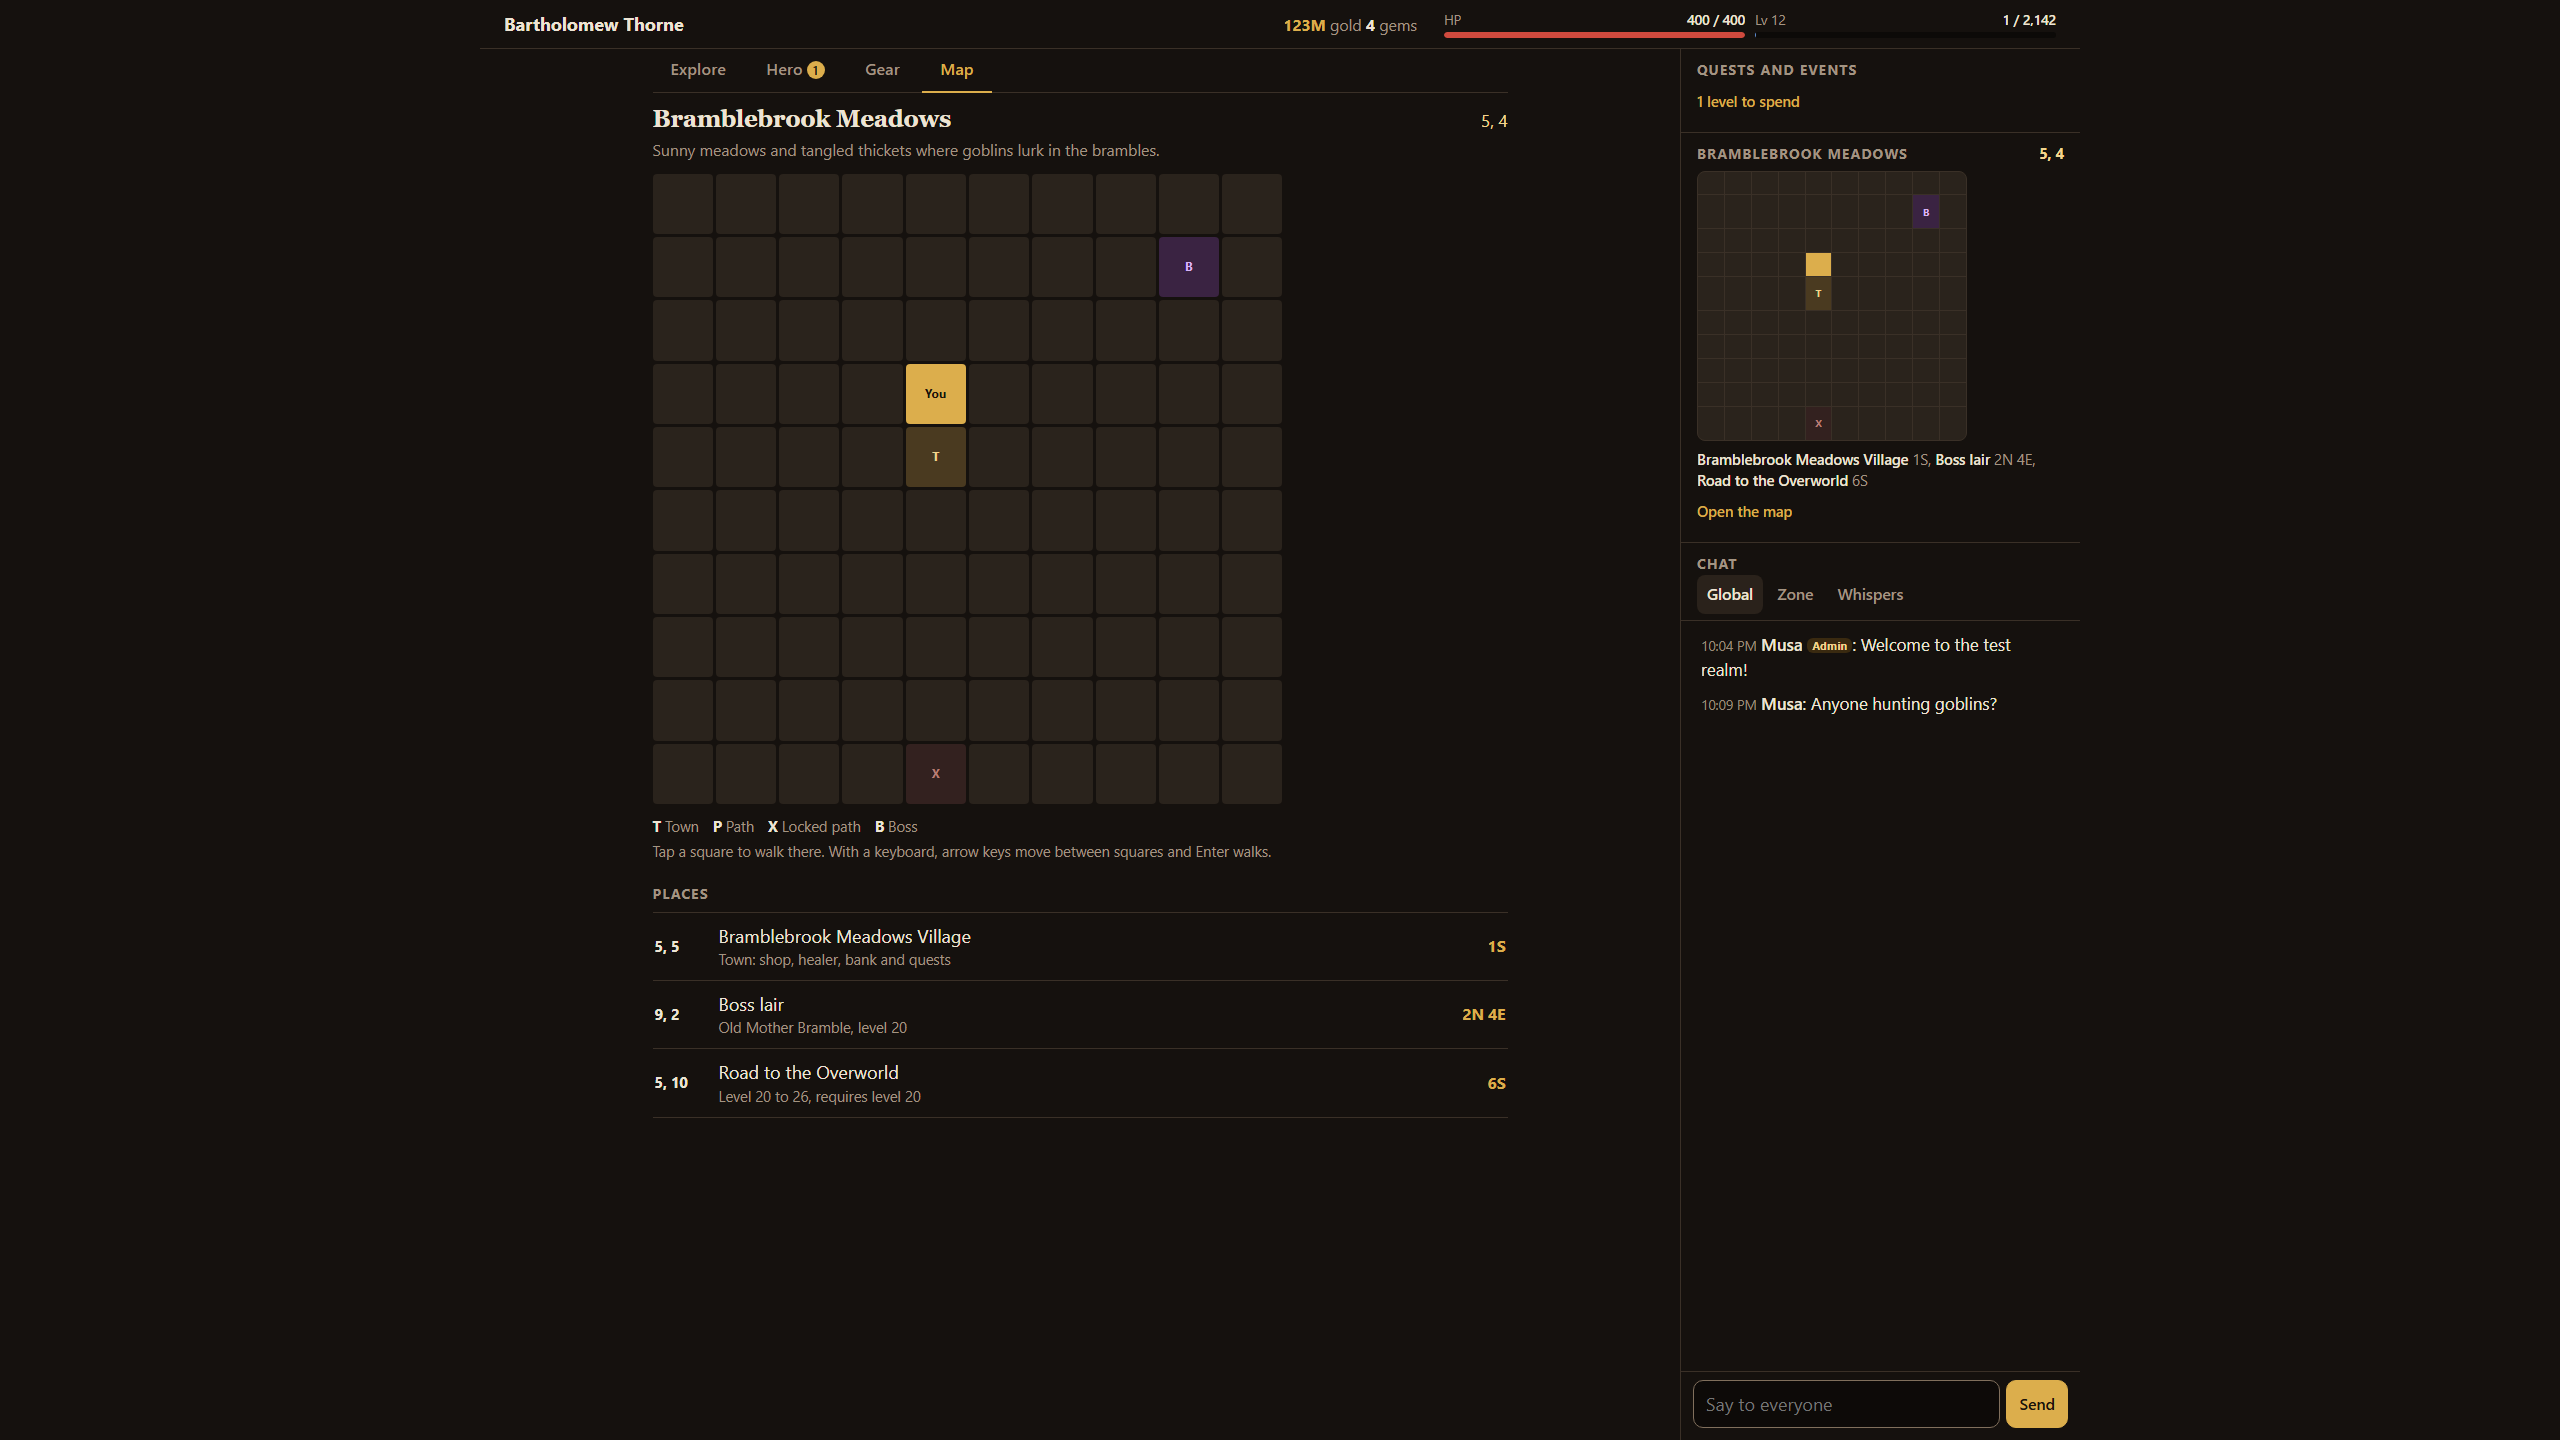 Bartholomew Thorne
123M gold 4 gems
HP 400 / 400
Lv 12 1 / 2,142
Explore
Hero 1
Gear
Map
Bramblebrook Meadows
5, 4
Sunny meadows and tangled thickets where goblins lurk in the brambles.
B
You
T
X
T Town P Path X Locked path B Boss
Tap a square to walk there. With a keyboard, arrow keys move between squares and Enter walks.
PLACES
5, 5
Bramblebrook Meadows Village
Town: shop, healer, bank and quests
1S
9, 2
Boss lair
Old Mother Bramble, level 20
2N 4E
5, 10
Road to the Overworld
Level 20 to 26, requires level 20
6S
QUESTS AND EVENTS
1 level to spend
BRAMBLEBROOK MEADOWS 5, 4
B
T
X
Bramblebrook Meadows Village 1S, Boss lair 2N 4E,
Road to the Overworld 6S
Open the map
CHAT
Global Zone Whispers
10:04 PM Musa Admin: Welcome to the test
realm!
10:09 PM Musa: Anyone hunting goblins?
Say to everyone
Send